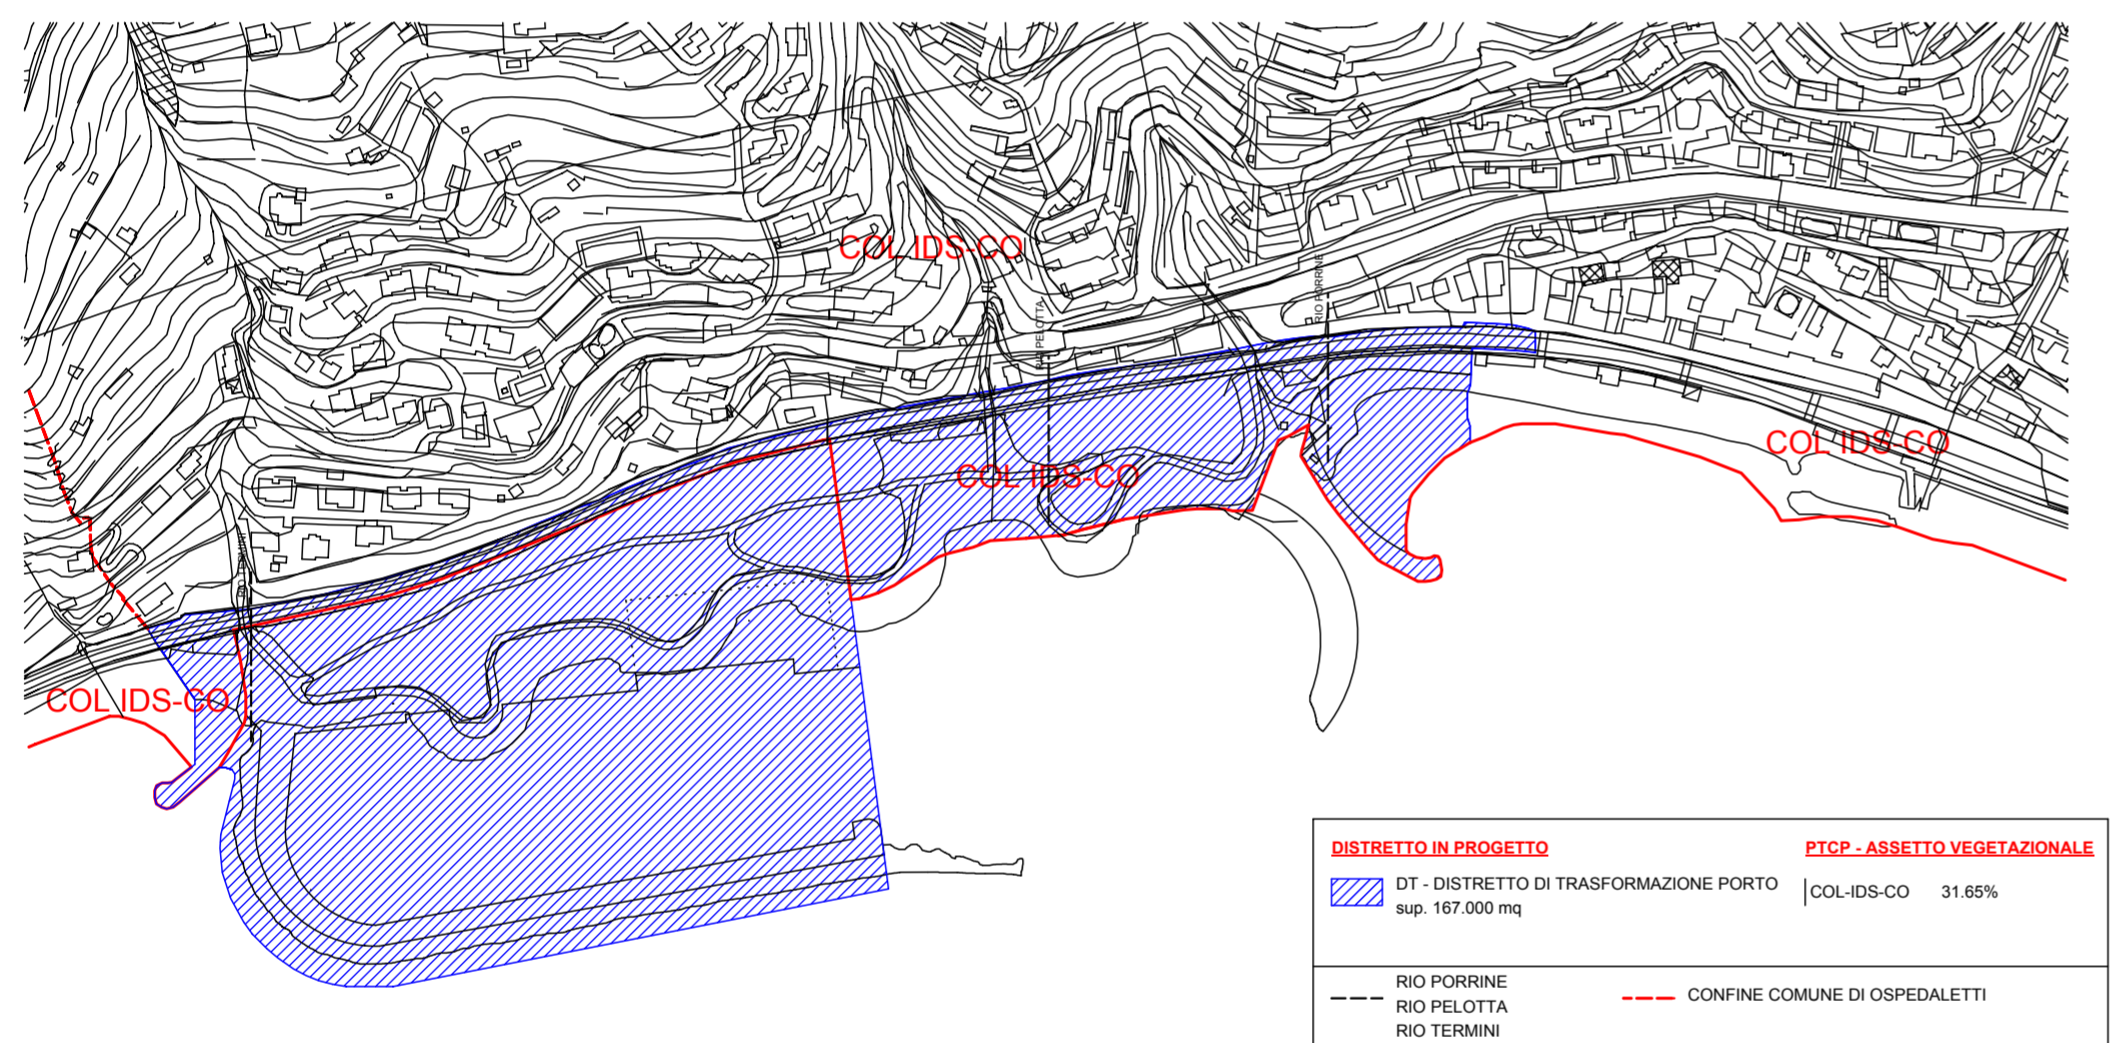 COL IDS-CO
RIO PORRINE
RIO PELOTTA
COL IDS-CO
COL IDS-CO
COL IDS-CO
DISTRETTO IN PROGETTO
PTCP - ASSETTO VEGETAZIONALE
DT - DISTRETTO DI TRASFORMAZIONE PORTO
sup. 167.000 mq
COL-IDS-CO 31.65%
RIO PORRINE
RIO PELOTTA
RIO TERMINI
CONFINE COMUNE DI OSPEDALETTI